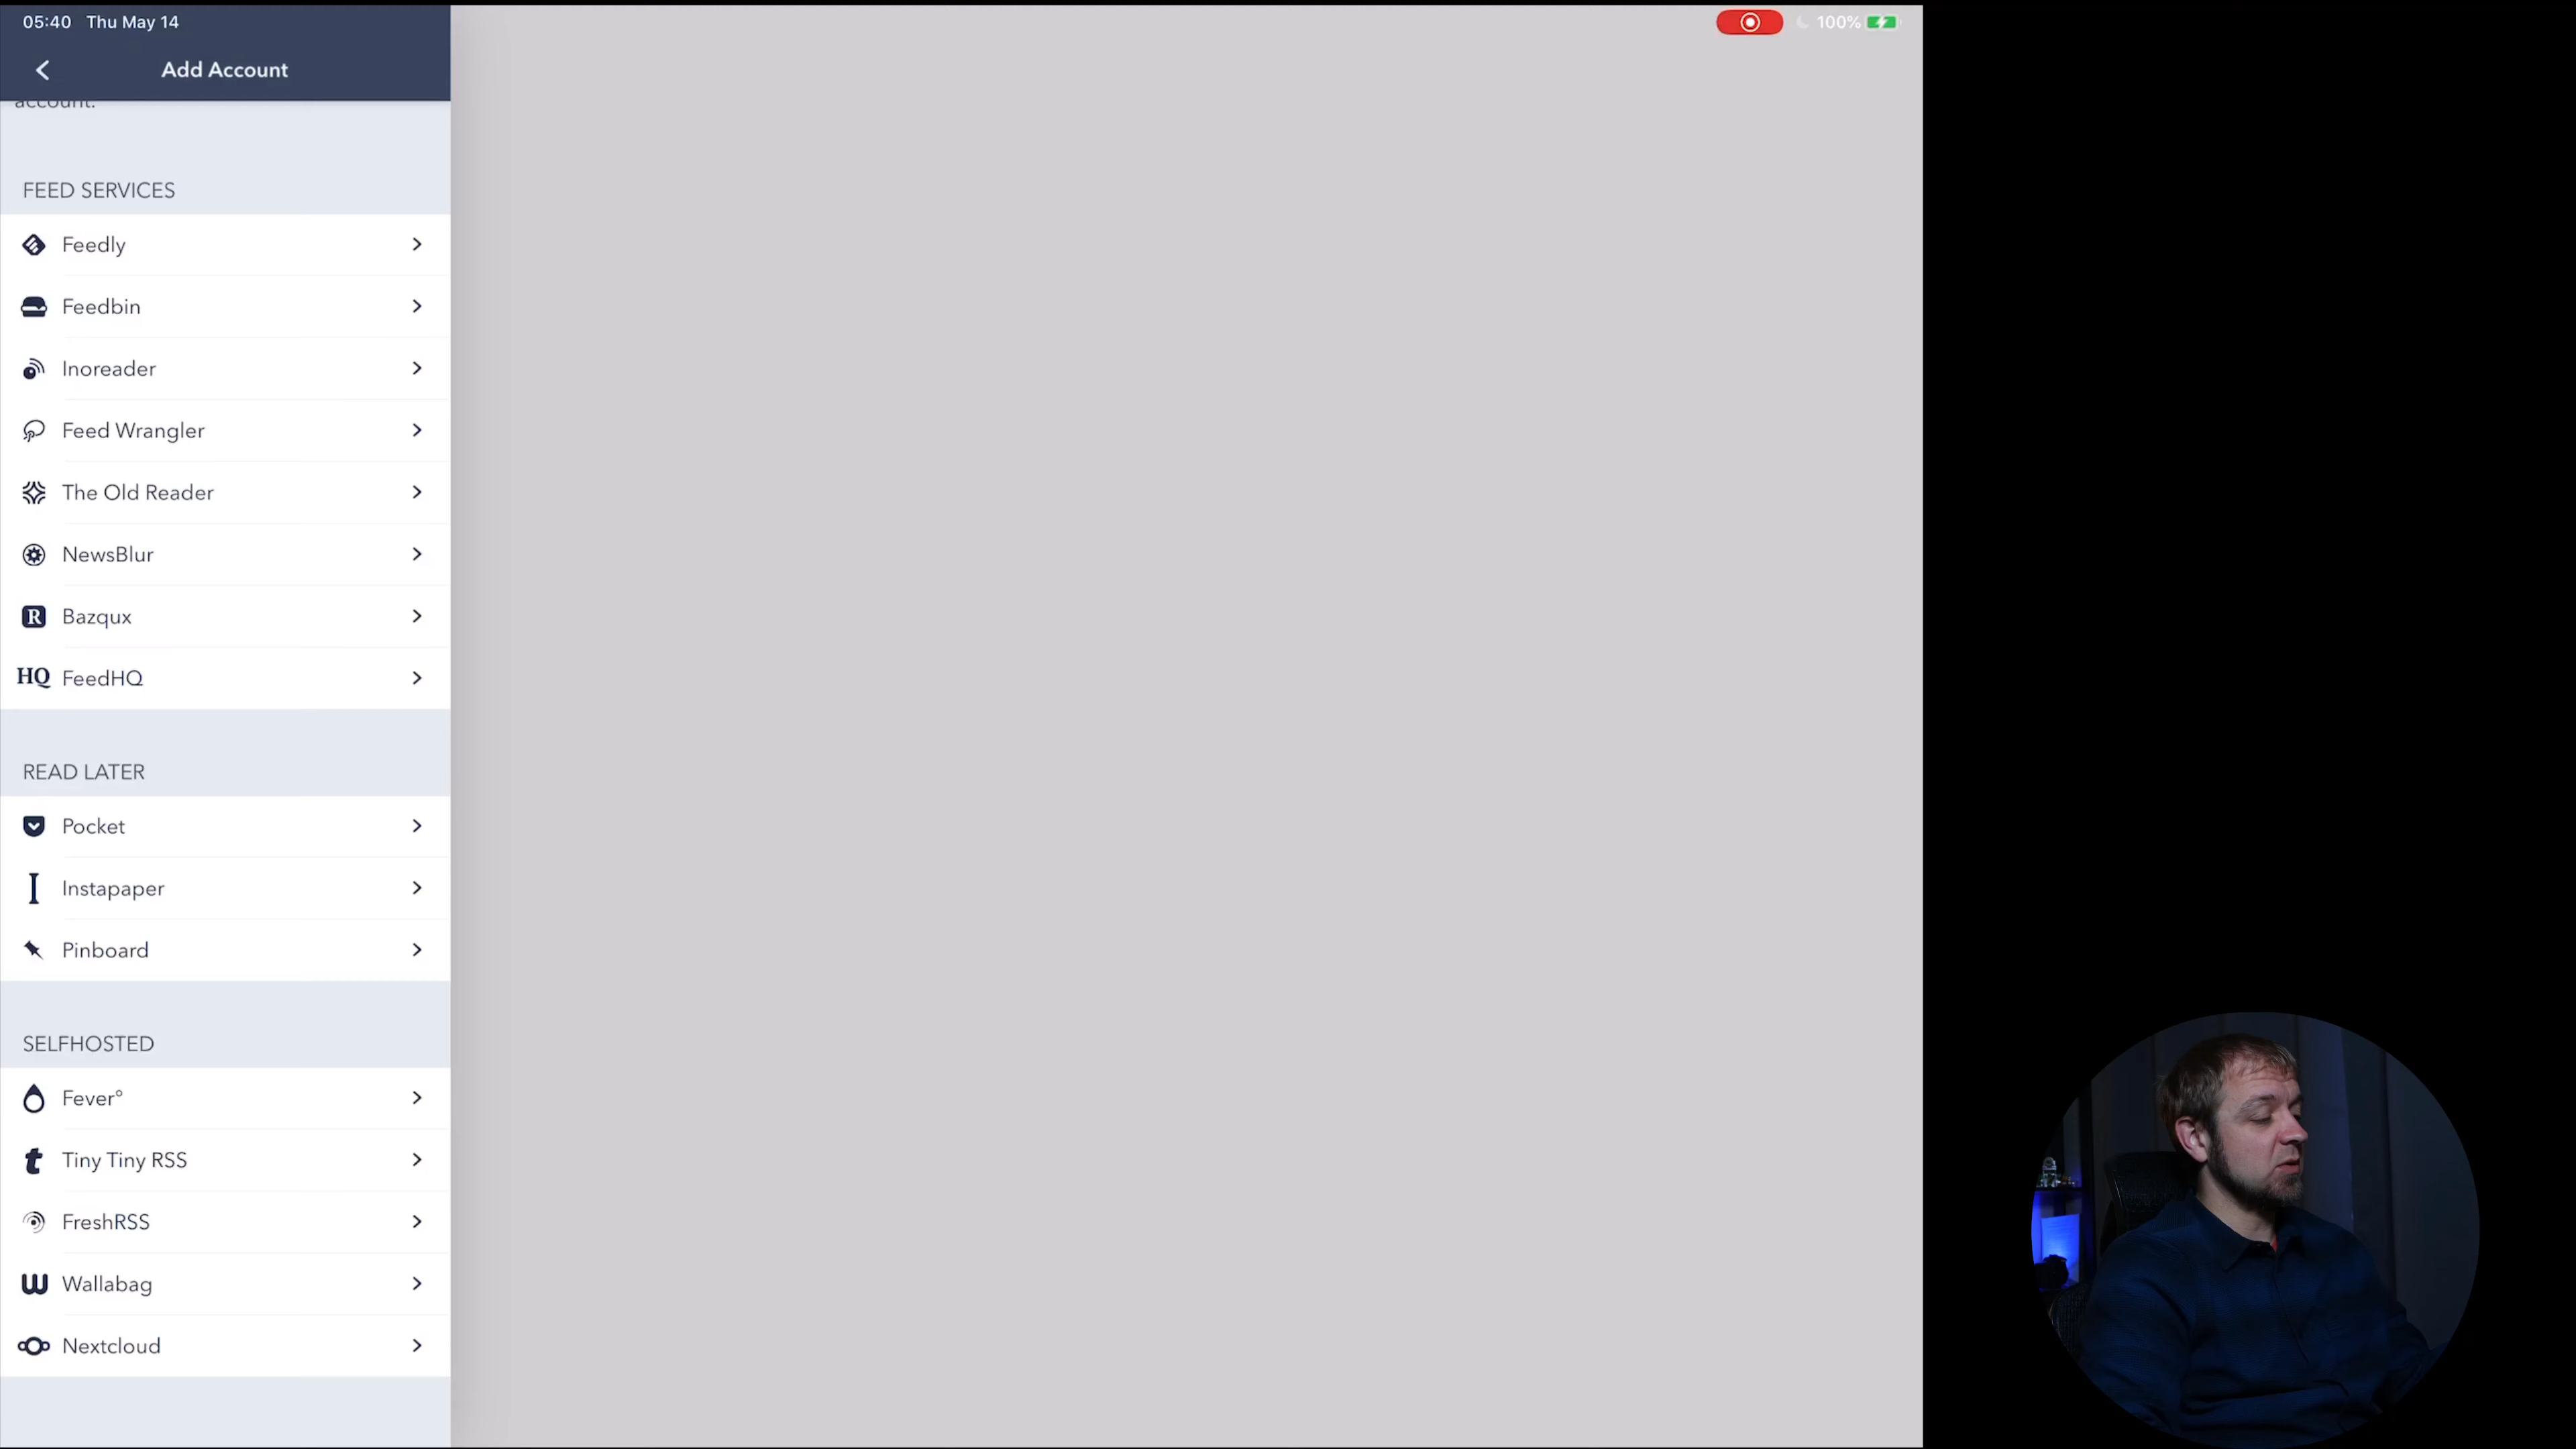 05:40 Thu May 14
100%
Add Account
account.
FEED SERVICES
Feedly
Feedbin
Inoreader
Feed Wrangler
The Old Reader
NewsBlur
R Bazqux
HQ FeedHQ
READ LATER
Pocket
I Instapaper
Pinboard
SELFHOSTED
Fever°
t Tiny Tiny RSS
FreshRSS
w Wallabag
Nextcloud